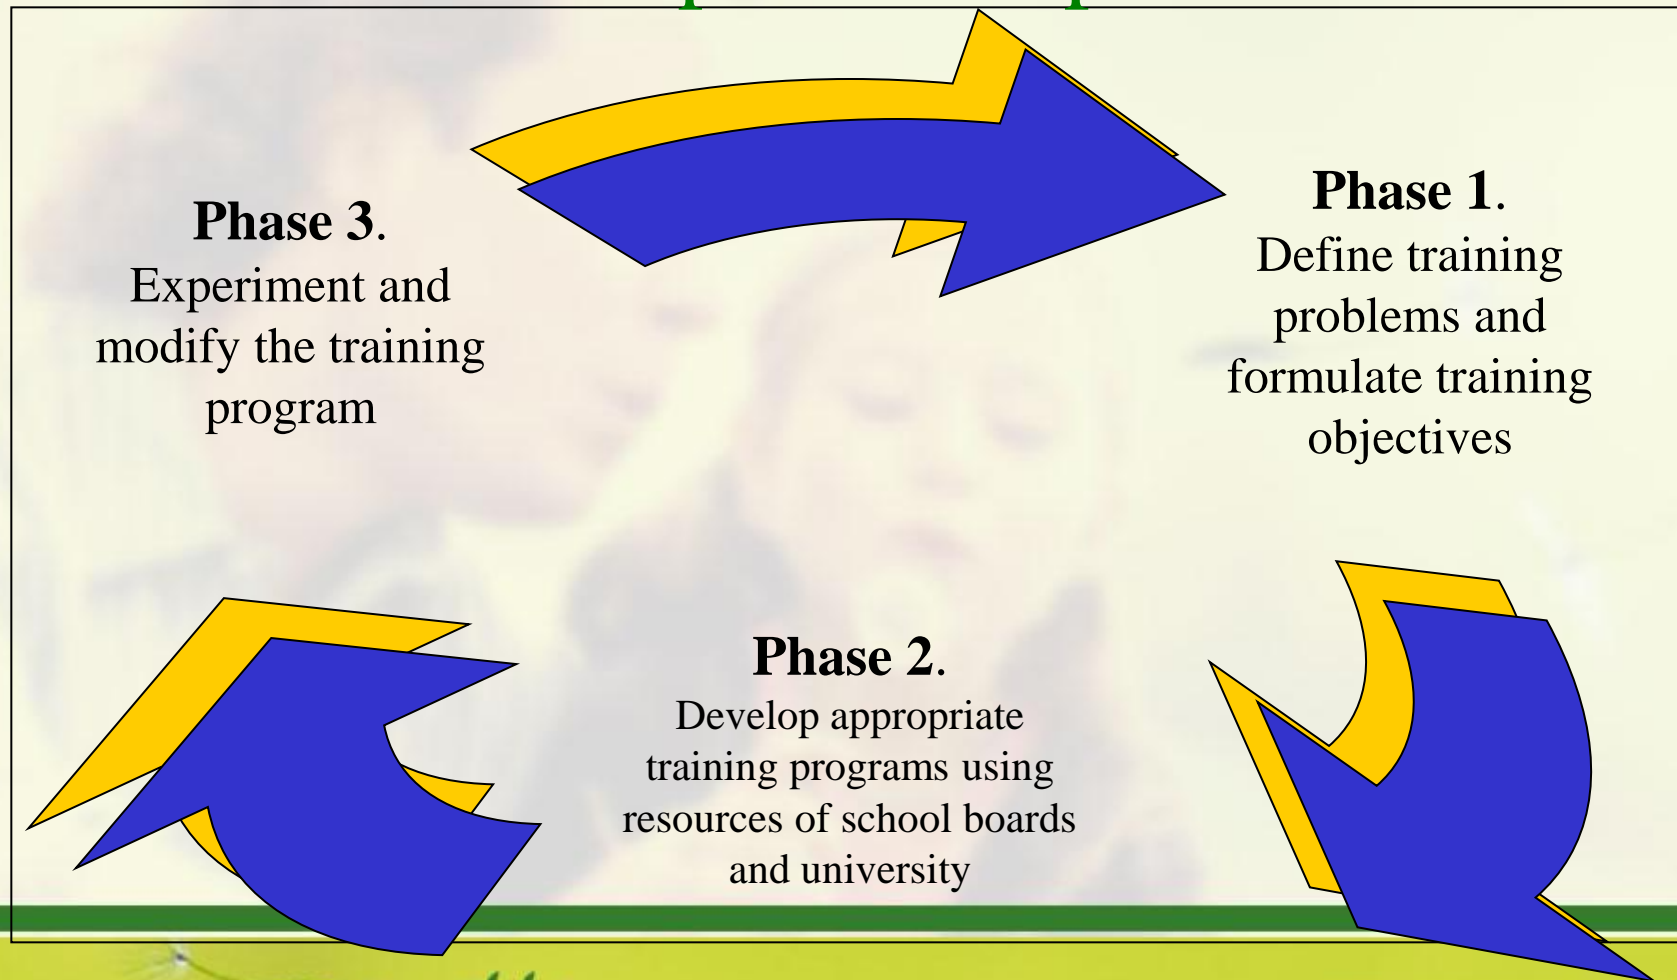 Phase 1.
Define training
problems and
formulate training
objectives
Phase 2.
Develop appropriate
training programs using
resources of school boards
and university
Phase 3.
Experiment and
modify the training
program